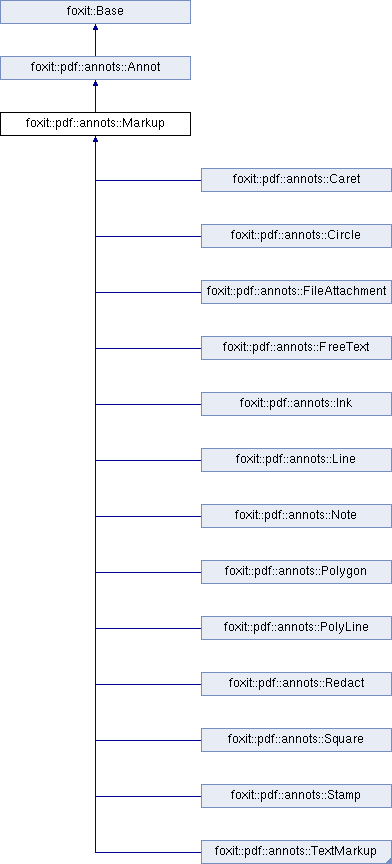 foxit::Base
foxit::pdf::annots::Annot
foxit::pdf::annots::Markup
foxit::pdf::annots::Caret
foxit::pdf::annots::Circle
foxit::pdf::annots::FileAttachment
foxit::pdf::annots::FreeText
foxit::pdf::annots::Ink
foxit::pdf::annots::Line
foxit::pdf::annots::Note
foxit::pdf::annots::Polygon
foxit::pdf::annots::PolyLine
foxit::pdf::annots::Redact
foxit::pdf::annots::Square
foxit::pdf::annots::Stamp
foxit::pdf::annots::TextMarkup